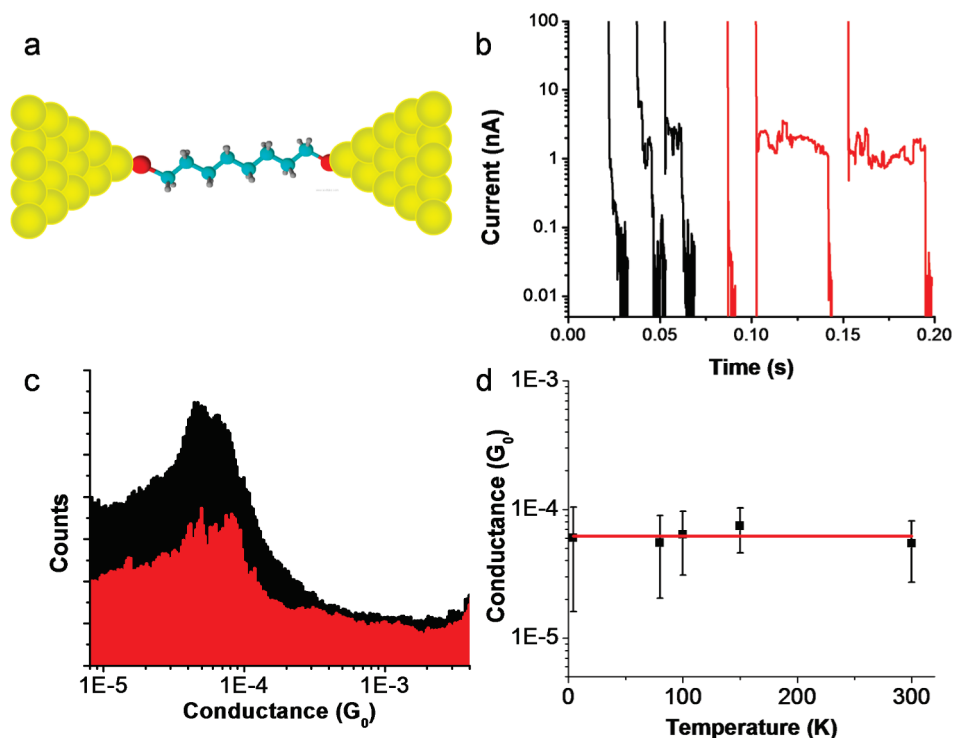 a
b
100
10
1
0.1
0.01
Current (nA)
0.00
0.05
0.10
0.15
0.20
Time (s)
c
Counts
1E-5
1E-4
1E-3
Conductance (G0)
d
1E-3
1E-4
1E-5
Conductance (G0)
0
100
200
300
Temperature (K)